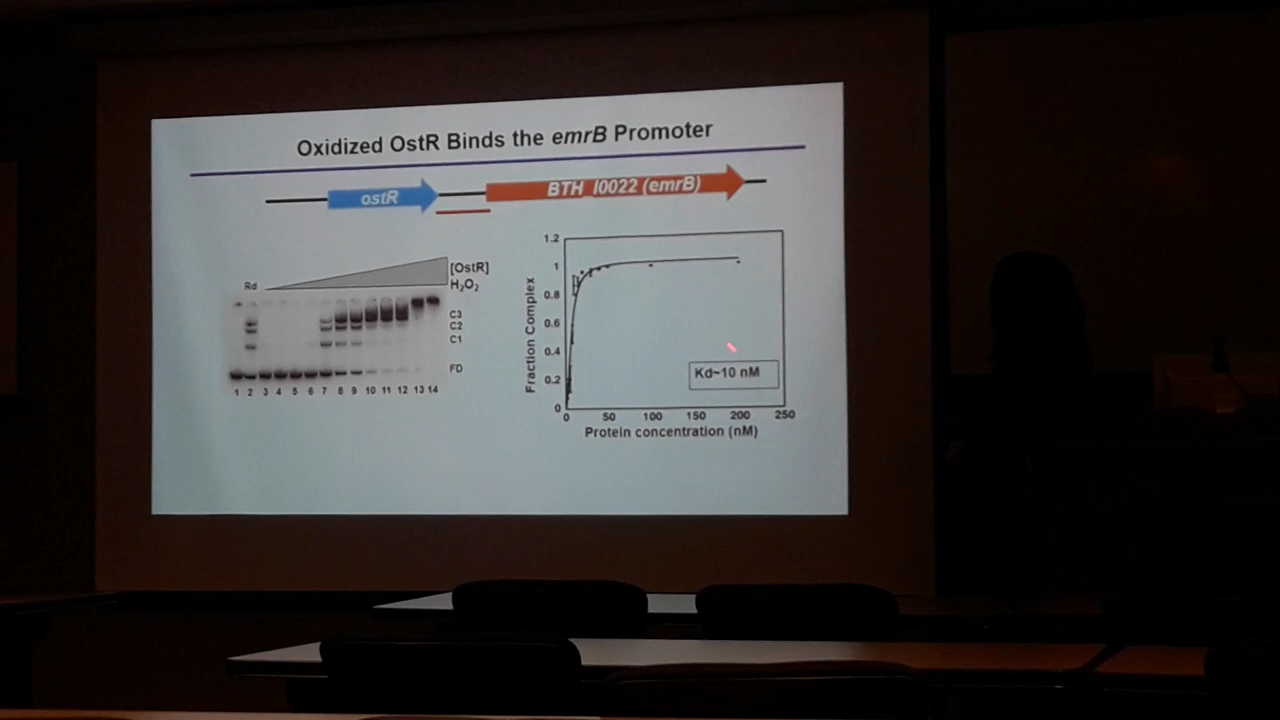 Oxidized OstR Binds the emrB Promoter
ostR
BTH_I0022 (emrB)
[OstR]
Rd
H₂O₂
C3
C2
C1
FD
1 2 3 4 5 6 7 8 9 10 11 12 13 14
Fraction Complex
1.2
1
0.8
0.6
0.4
0.2
0
Kd~10 nM
0 50 100 150 200 250
Protein concentration (nM)